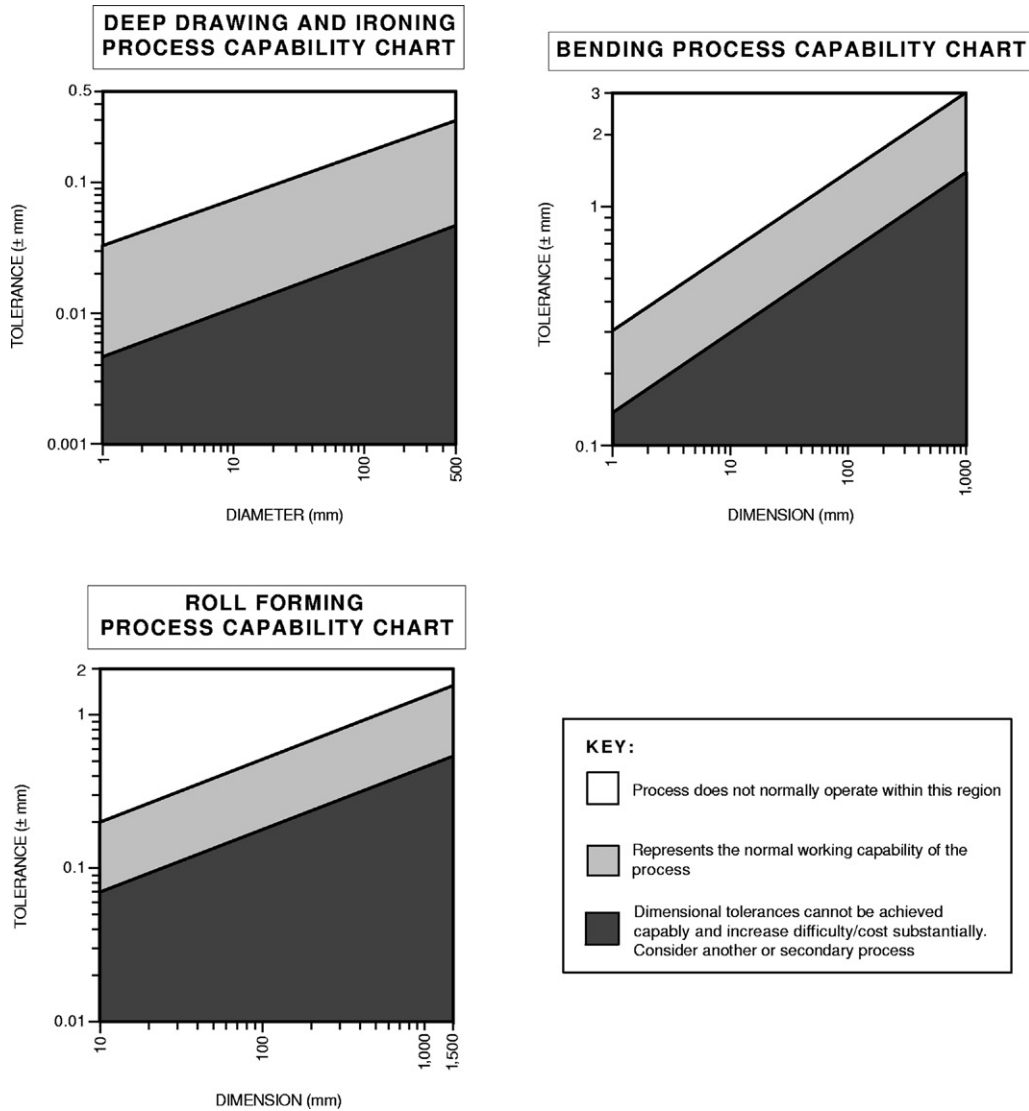 DEEP DRAWING AND IRONING
PROCESS CAPABILITY CHART
0.5
0.1
0.01
0.001
TOLERANCE (± mm)
1
10
100
500
DIAMETER (mm)
BENDING PROCESS CAPABILITY CHART
3
2
1
0.1
TOLERANCE (± mm)
1
10
100
1,000
DIMENSION (mm)
ROLL FORMING
PROCESS CAPABILITY CHART
2
1
0.1
0.01
TOLERANCE (± mm)
10
100
1,000
1,500
DIMENSION (mm)
KEY:
Process does not normally operate within this region
Represents the normal working capability of the
process
Dimensional tolerances cannot be achieved
capably and increase difficulty/cost substantially.
Consider another or secondary process